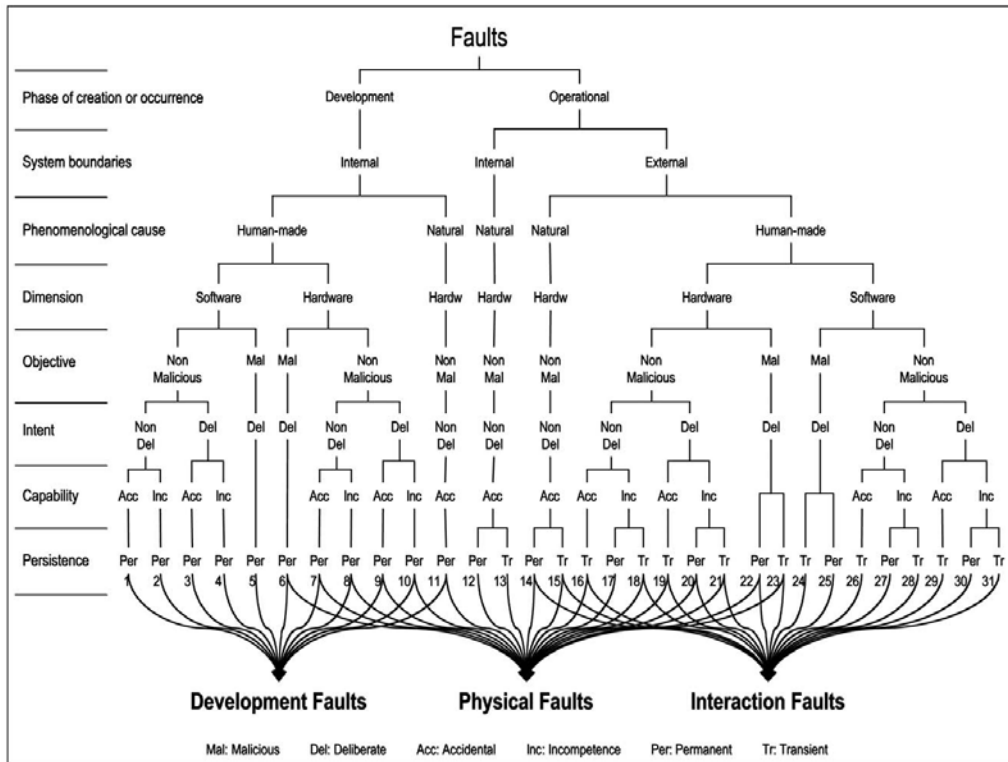 Faults
Phase of creation or occurrence Development Operational
System boundaries Internal Internal External
Phenomenological cause Human-made Natural Natural Natural Human-made
Dimension Software Hardware Hardw Hardw Hardw Hardware Software
Objective Non Mal Mal Non Non Non Non Non Mal Mal Non
Malicious Malicious Mal Mal Mal Malicious Malicious
Intent Non Del Del Del Non Del Non Non Non Non Del Del Del Non Del
Del Del Del Del Del Del Del
Capability Acc Inc Acc Inc Acc Inc Acc Inc Acc Acc Acc Acc Inc Acc Inc Acc Inc Acc Inc
Persistence Per Per Per Per Per Per Per Per Per Per Per Per Tr Per Tr Tr Per Tr Tr Per Tr Per Tr Tr Per Tr Per Tr Tr Per Tr
1 2 3 4 5 6 7 8 9 10 11 12 13 14 15 16 17 18 19 20 21 22 23 24 25 26 27 28 29 30 31
Development Faults Physical Faults Interaction Faults
Mal: Malicious Del: Deliberate Acc: Accidental Inc: Incompetence Per: Permanent Tr: Transient